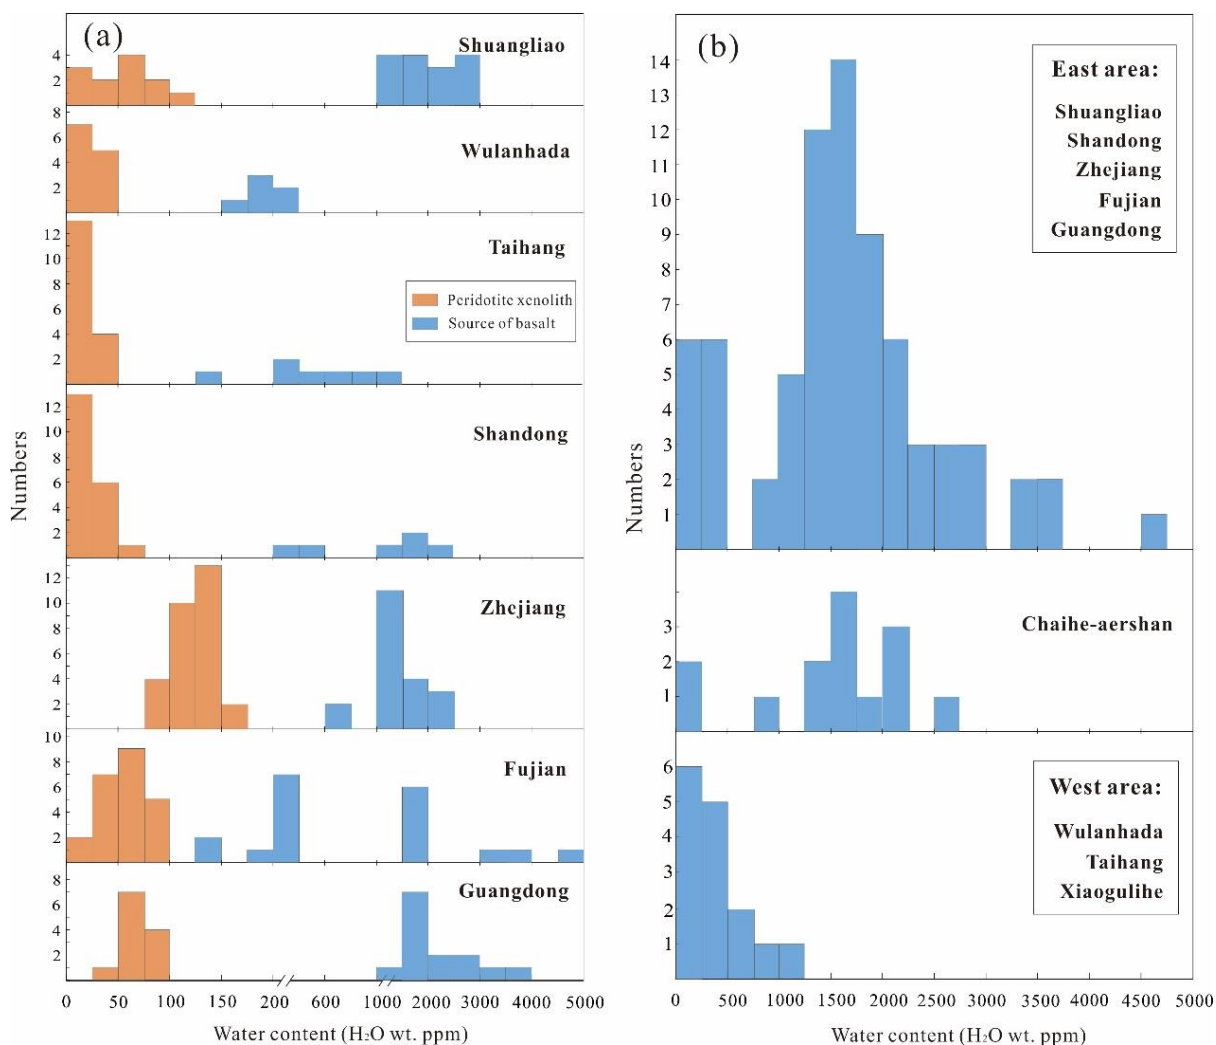 (a)
Shuangliao
4
2
8
6
4
2
Wulanhada
12
10
8
6
4
2
Taihang
Peridotite xenolith
Source of basalt
12
10
8
6
4
2
Shandong
12
10
8
6
4
2
Zhejiang
10
8
6
4
2
Fujian
8
6
4
2
Guangdong
Numbers
0 50 100 150 200 600 1000 2000 3000 4000 5000
Water content (H₂O wt. ppm)
(b)
East area:
Shuangliao
Shandong
Zhejiang
Fujian
Guangdong
14
13
12
11
10
9
8
7
6
5
4
3
2
1
Numbers
3
2
1
Chaihe-aershan
6
5
4
3
2
1
West area:
Wulanhada
Taihang
Xiaogulihe
0 500 1000 1500 2000 2500 3000 3500 4000 4500 5000
Water content (H₂O wt. ppm)